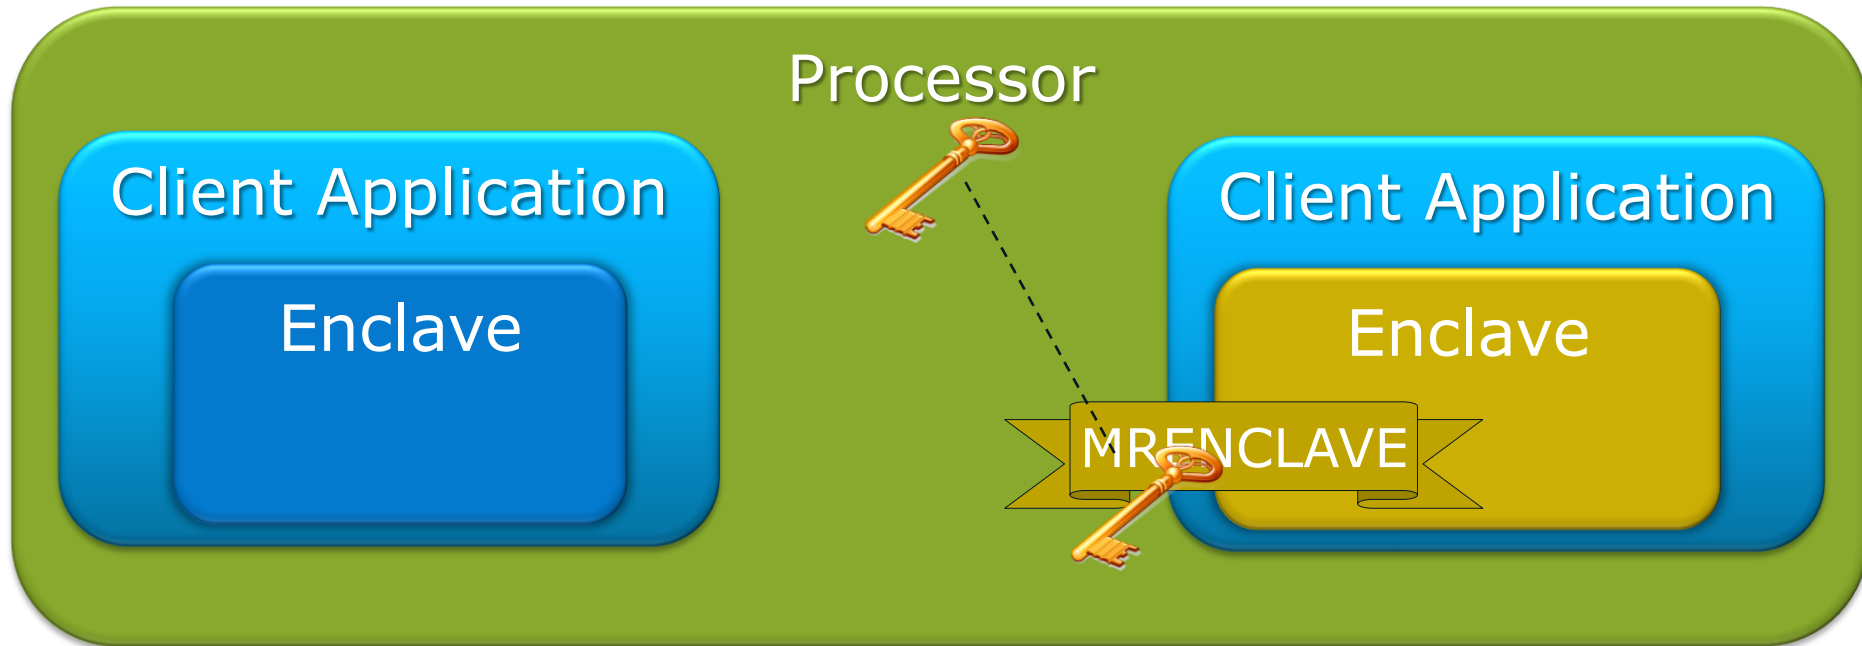 Processor
Client Application
Enclave
Client Application
Enclave
MRENCLAVE